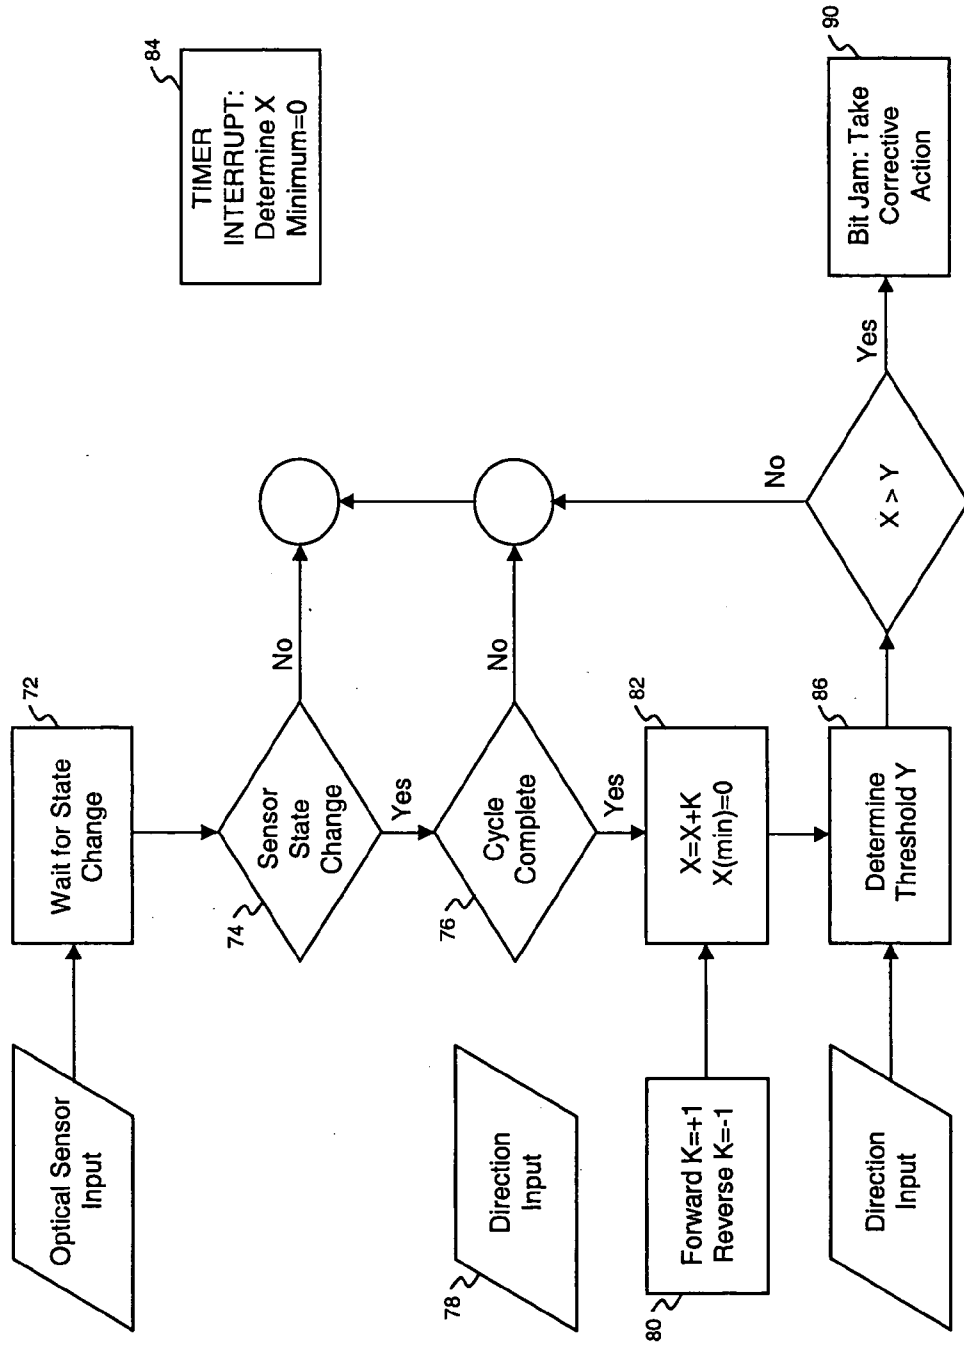 Optical Sensor
Input
72
Wait for State
Change
74
Sensor
State
Change
No
Yes
84
TIMER
INTERRUPT:
Determine X
Minimum=0
78
Direction
Input
76
Cycle
Complete
No
Yes
80
Forward K=+1
Reverse K=-1
82
X=X+K
X(min)=0
Direction
Input
86
Determine
Threshold Y
X > Y
No
Yes
90
Bit Jam: Take
Corrective
Action